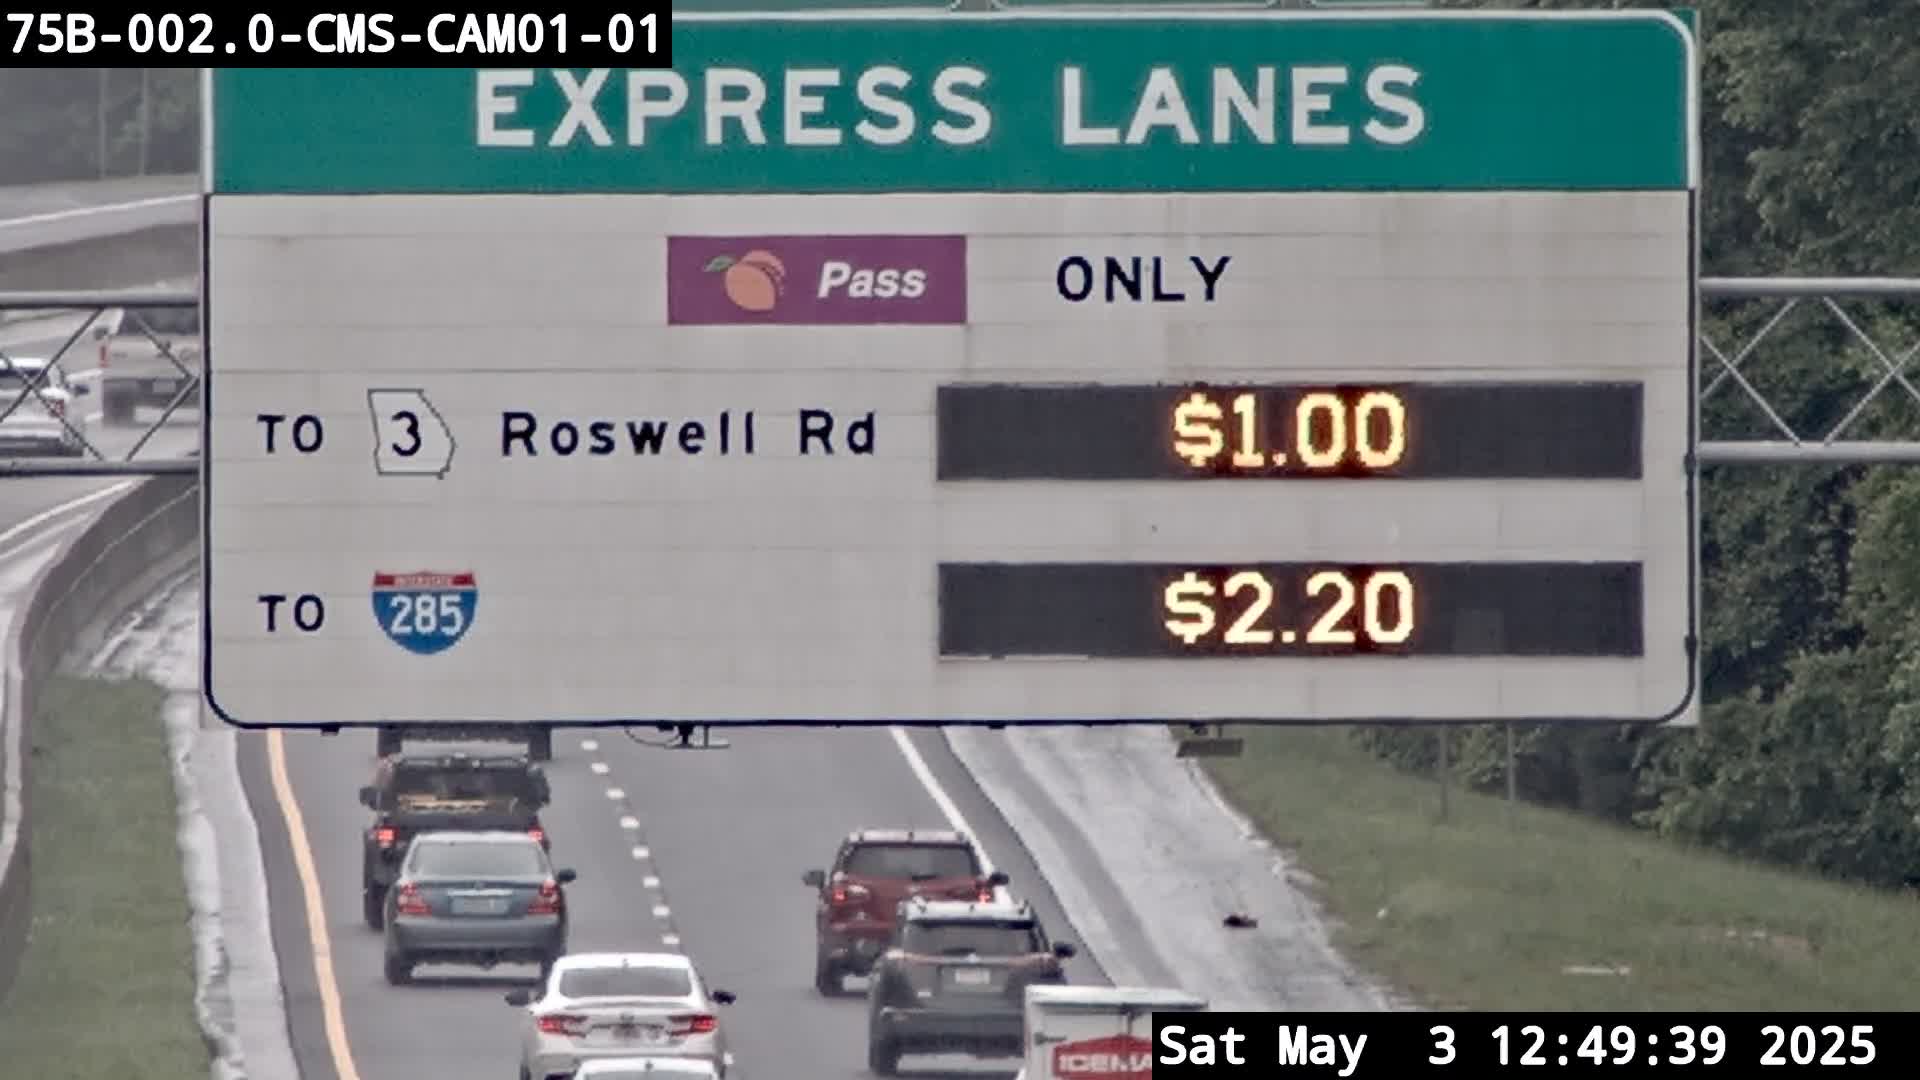 75B-002.0-CMS-CAM01-01
EXPRESS LANES
Pass ONLY
TO 3 Roswell Rd $1.00
INTERSTATE
TO 285 $2.20
Sat May 3 12:49:39 2025